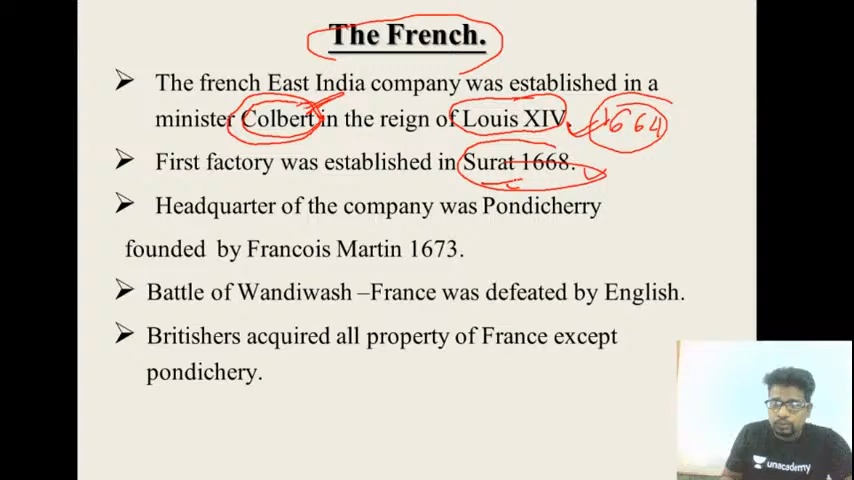 The French.
➤ The french East India company was established in a
minister Colbert in the reign of Louis XIV. 1664
➤ First factory was established in Surat 1668.
➤ Headquarter of the company was Pondicherry
founded by Francois Martin 1673.
➤ Battle of Wandiwash –France was defeated by English.
➤ Britishers acquired all property of France except
pondichery.
unacademy